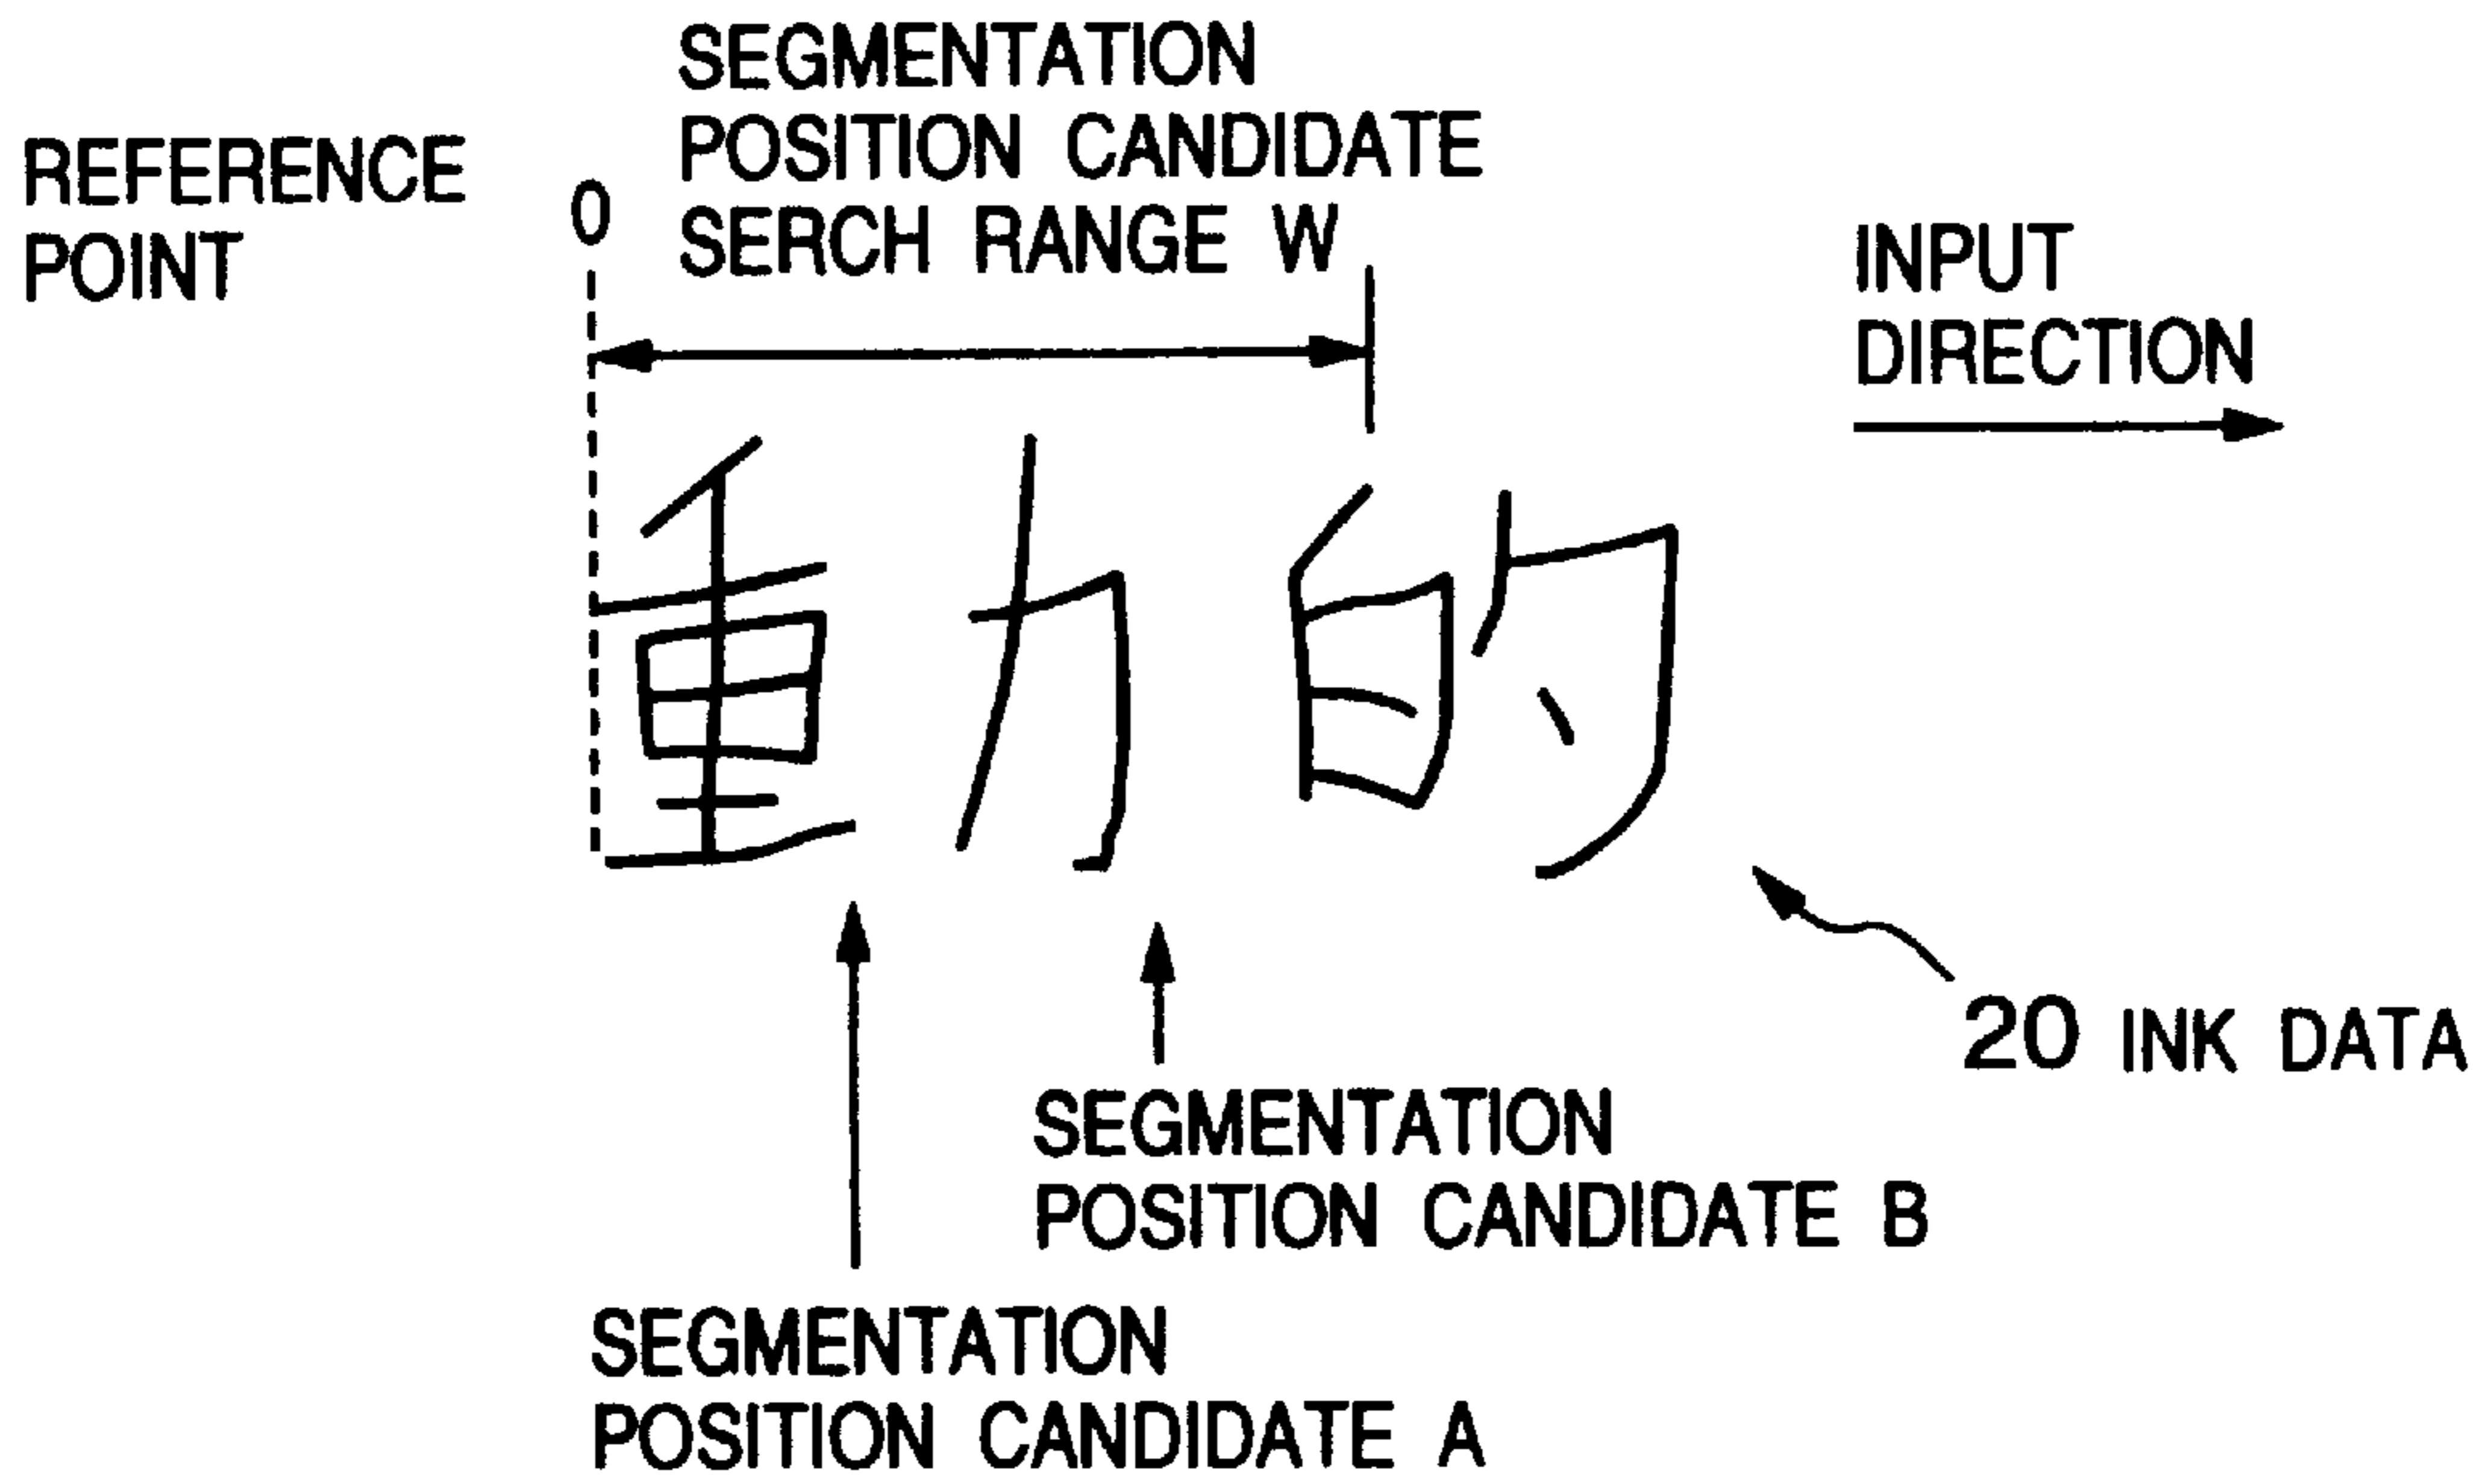 SEGMENTATION
POSITION CANDIDATE
SERCH RANGE W
REFERENCE
POINT
0
INPUT
DIRECTION
重力的
20 INK DATA
SEGMENTATION
POSITION CANDIDATE B
SEGMENTATION
POSITION CANDIDATE A